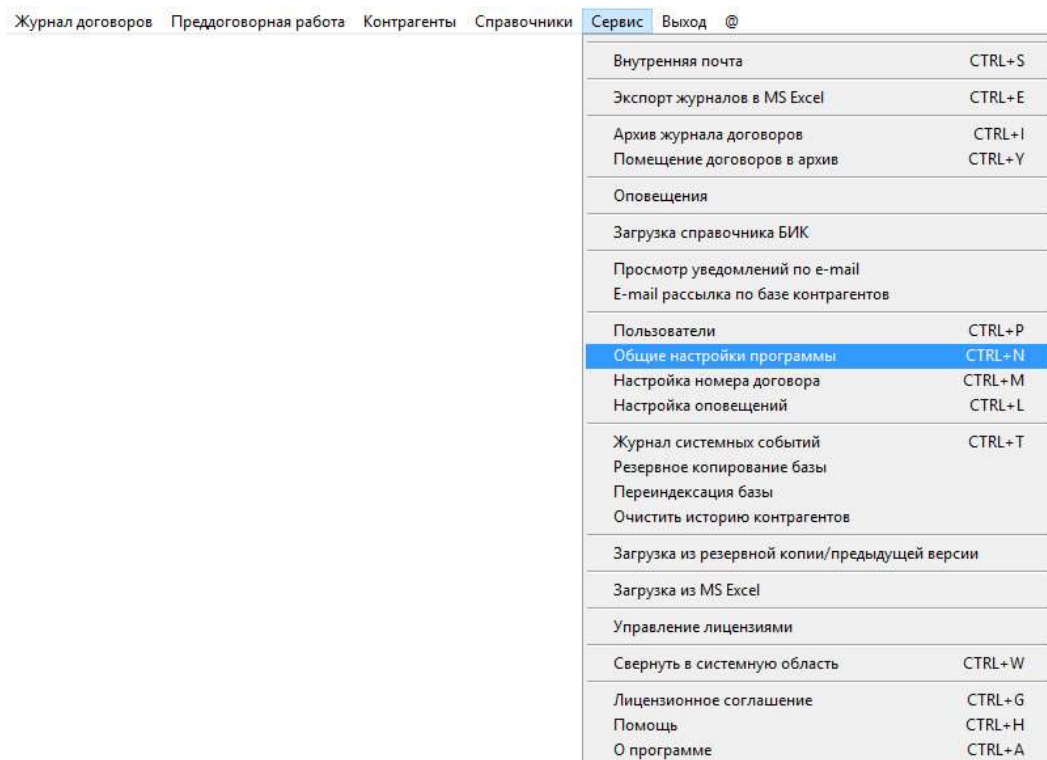 Журнал договоров Преддоговорная работа Контрагенты Справочники Сервис Выход @
Внутренняя почта CTRL+S
Экспорт журналов в MS Excel CTRL+E
Архив журнала договоров CTRL+I
Помещение договоров в архив CTRL+Y
Оповещения
Загрузка справочника БИК
Просмотр уведомлений по e-mail
E-mail рассылка по базе контрагентов
Пользователи CTRL+P
Общие настройки программы CTRL+N
Настройка номера договора CTRL+M
Настройка оповещений CTRL+L
Журнал системных событий CTRL+T
Резервное копирование базы
Переиндексация базы
Очистить историю контрагентов
Загрузка из резервной копии/предыдущей версии
Загрузка из MS Excel
Управление лицензиями
Свернуть в системную область CTRL+W
Лицензионное соглашение CTRL+G
Помощь CTRL+H
О программе CTRL+A